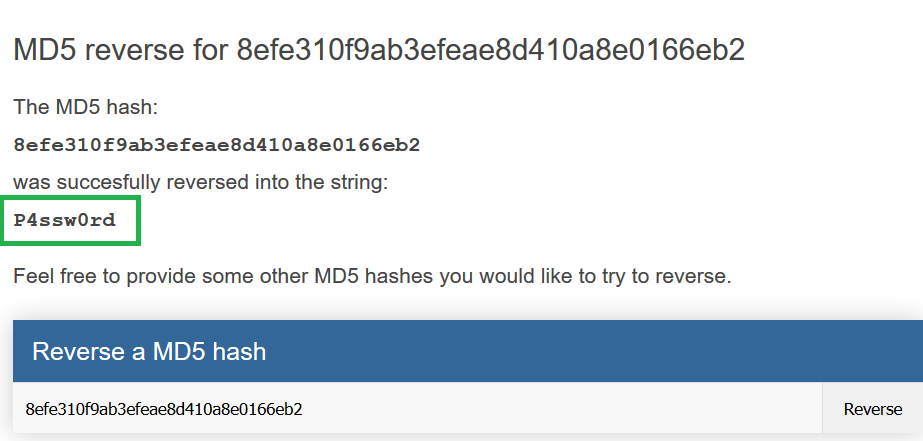 MD5 reverse for 8efe310f9ab3efeae8d410a8e0166eb2
The MD5 hash:
8efe310f9ab3efeae8d410a8e0166eb2
was succesfully reversed into the string:
P4ssw0rd
Feel free to provide some other MD5 hashes you would like to try to reverse.
Reverse a MD5 hash
8efe310f9ab3efeae8d410a8e0166eb2 Reverse